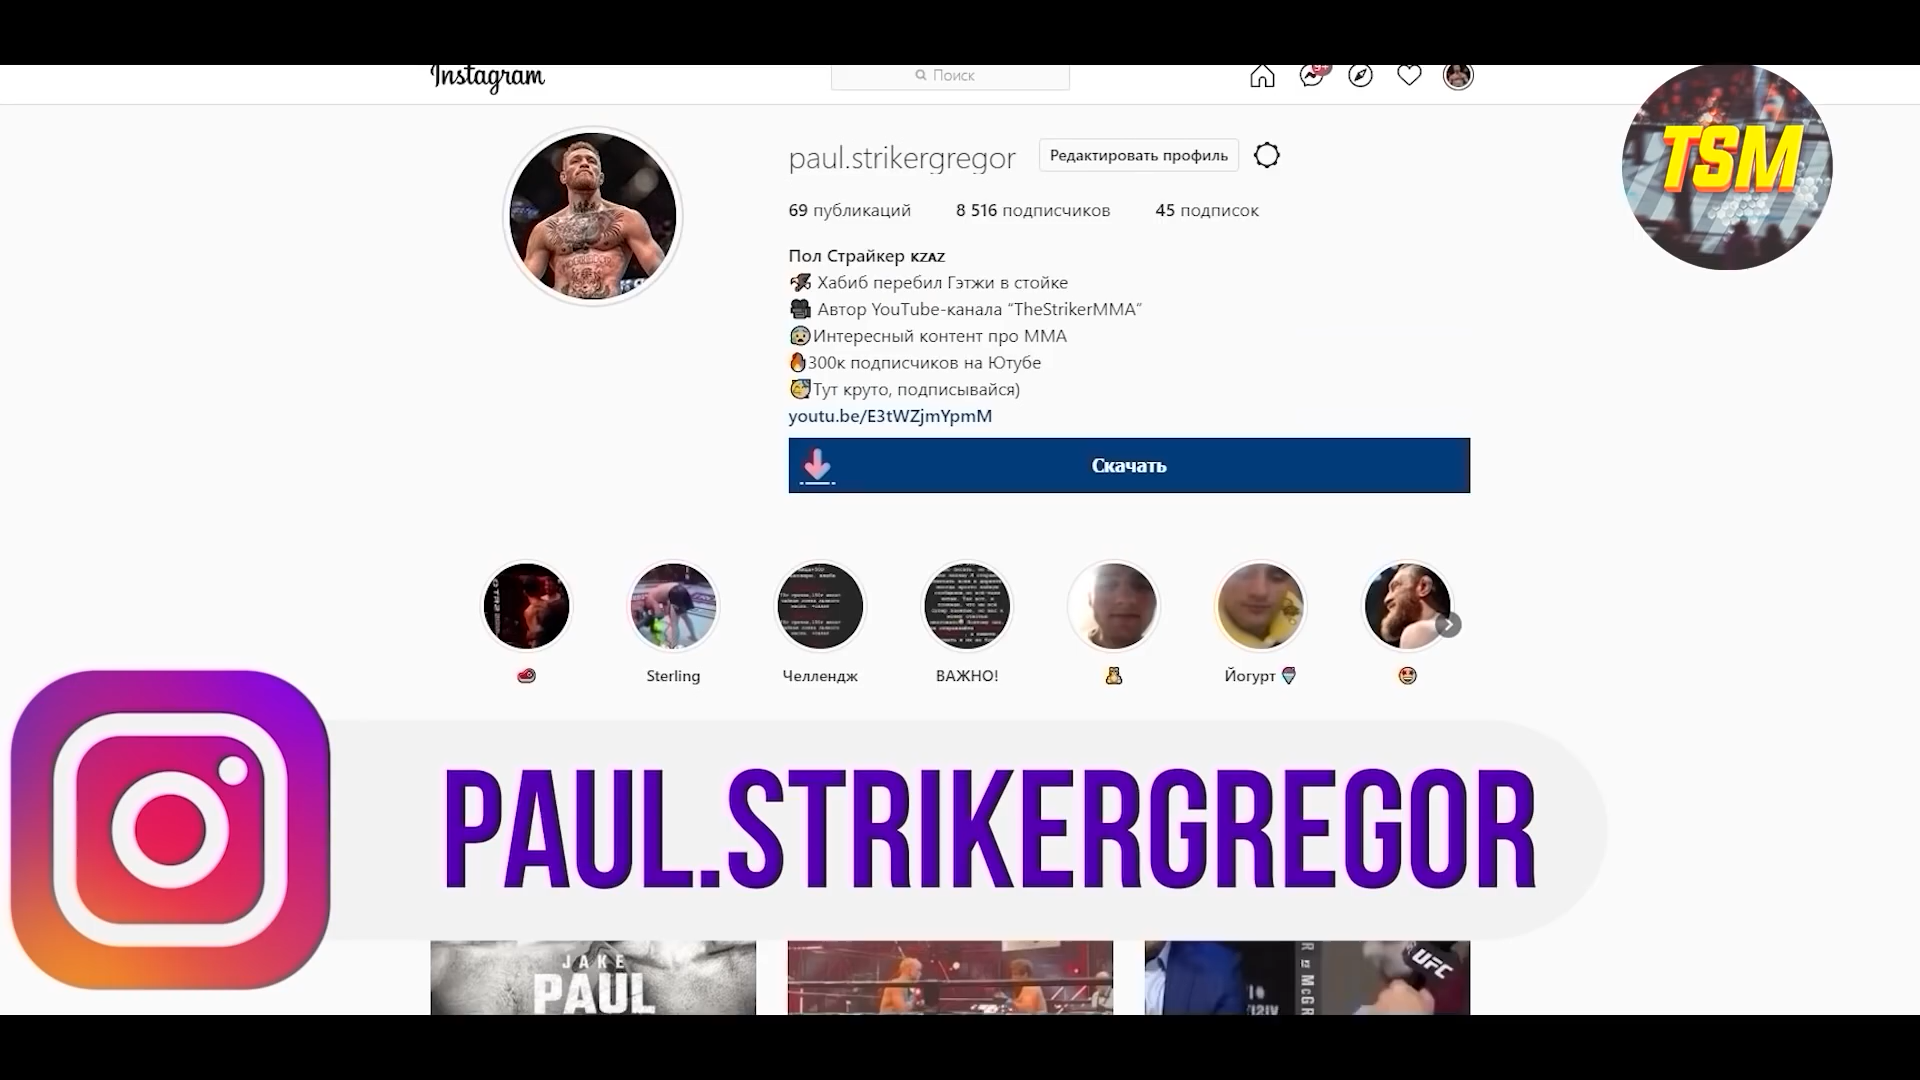 Instagram
Поиск
9+
TSM
paul.strikergregor
Редактировать профиль
69 публикаций
8 516 подписчиков
45 подписок
Пол Страйкер ᴋᴢᴀᴢ
Хабиб перебил Гэтжи в стойке
Автор YouTube-канала “TheStrikerMMA”
Интересный контент про ММА
300к подписчиков на Ютубе
Тут круто, подписывайся)
youtu.be/E3tWZjmYpmM
Скачать
Sterling
Челлендж
ВАЖНО!
Йогурт
PAUL.STRIKERGREGOR
JAKE
PAUL
UFC